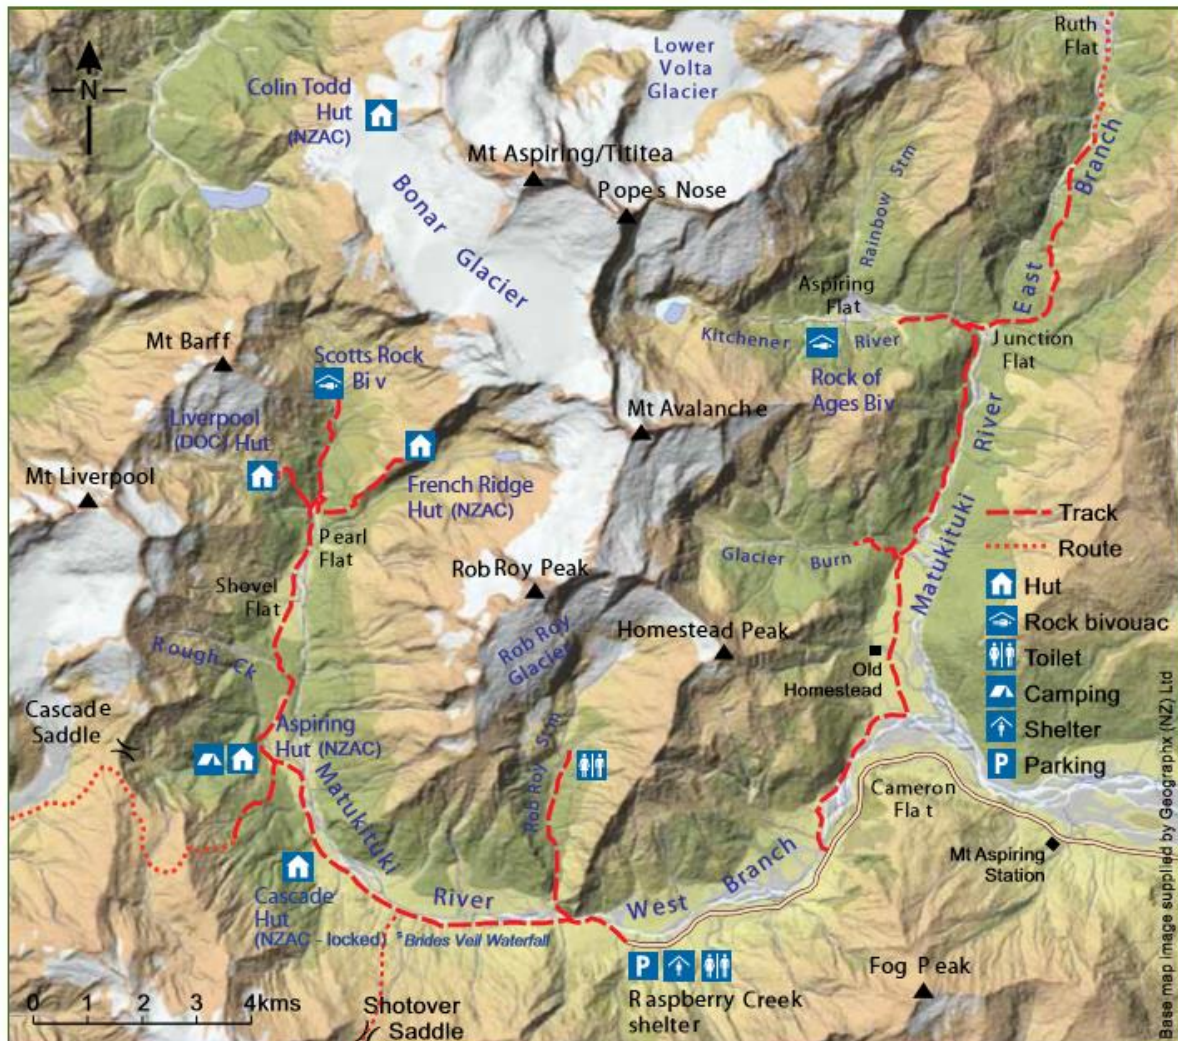 Ruth
Flat
Lower
Volta
Glacier
N
Colin Todd
Hut
(NZAC)
Mt Aspiring/Tititea
Popes Nose
Bonar Glacier
Rainbow Stm
East Branch
Aspiring
Flat
Kitchener River
Junction
Flat
Rock of
Ages Biv
Mt Barff
Scotts Rock
Biv
Liverpool
(DOC) Hut
Mt Liverpool
Mt Avalanche
French Ridge
Hut (NZAC)
Pearl
Flat
Shovel
Flat
Rough Ck
Rob Roy Peak
Rob Roy
Glacier
Rob Roy Stm
Homestead Peak
Glacier Burn
Matukituki River
Old
Homestead
Track
Route
Hut
Rock bivouac
Toilet
Camping
Shelter
P Parking
Cascade
Saddle
Aspiring
Hut (NZAC)
Matukituki River West Branch
Cascade
Hut
(NZAC - locked)
Brides Veil Waterfall
Cameron
Flat
Mt Aspiring
Station
P
Raspberry Creek
shelter
Fog Peak
Shotover
Saddle
0 1 2 3 4kms
Base map image supplied by Geographx (NZ) Ltd